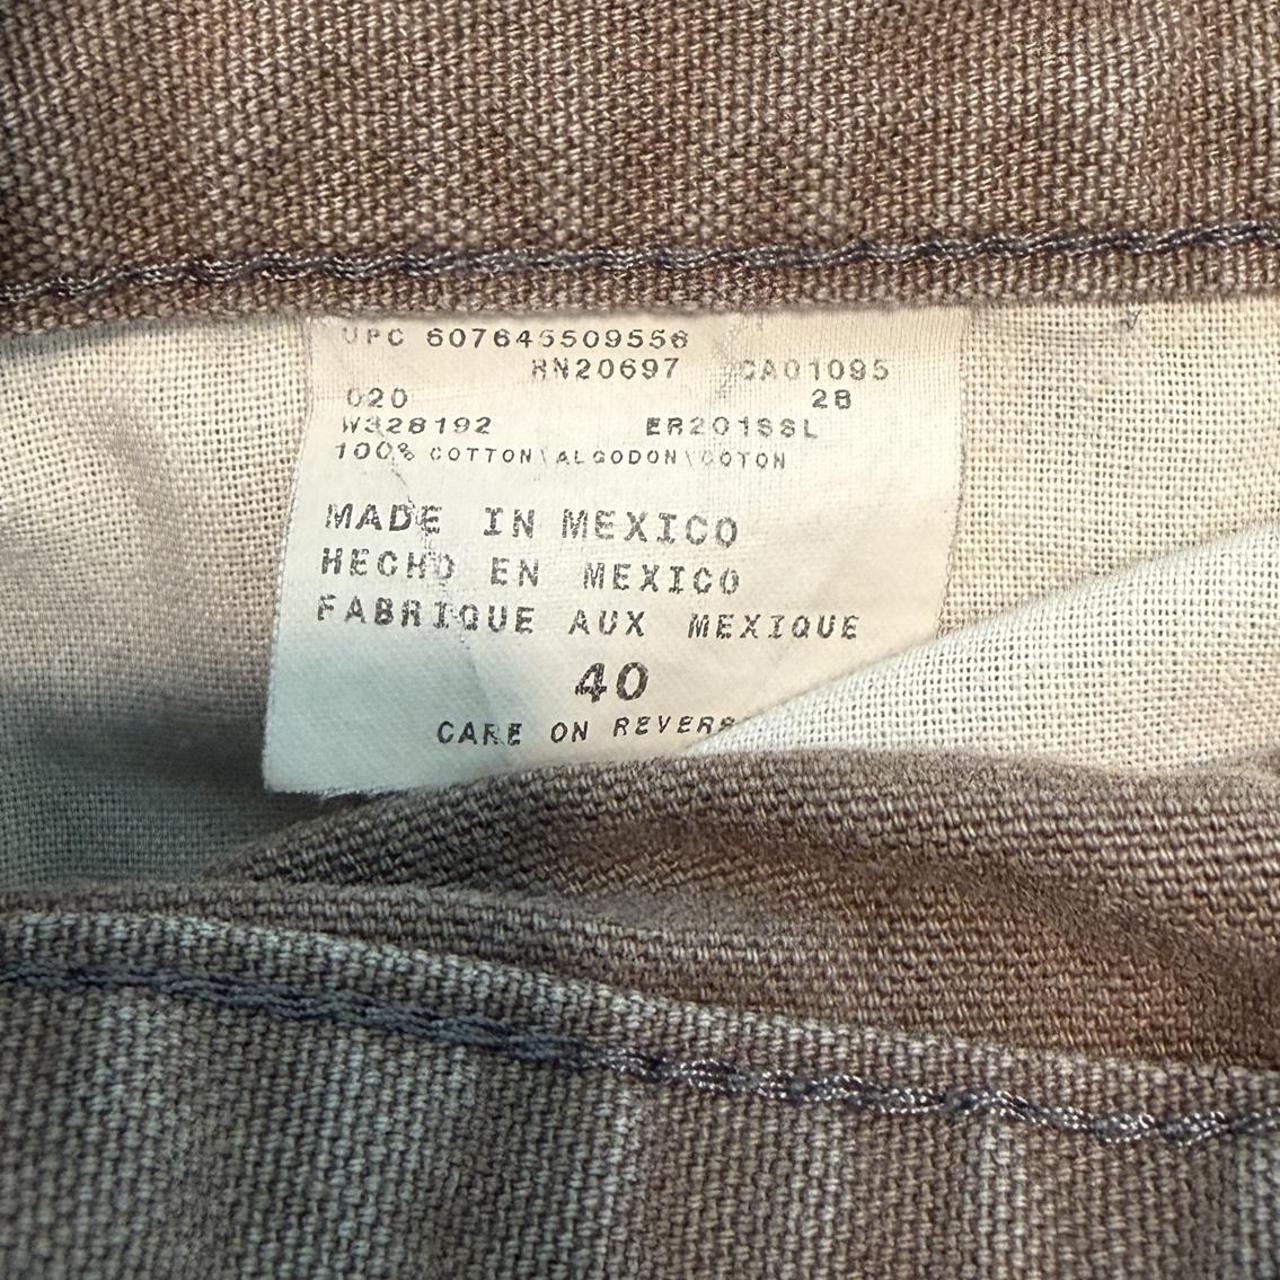 UPC 607645509556
RN20697 CA01095
020 28
W328192 ER201SSL
100% COTTON\ALGODON\COTON
MADE IN MEXICO
HECHO EN MEXICO
FABRIQUE AUX MEXIQUE
40
CARE ON REVERS